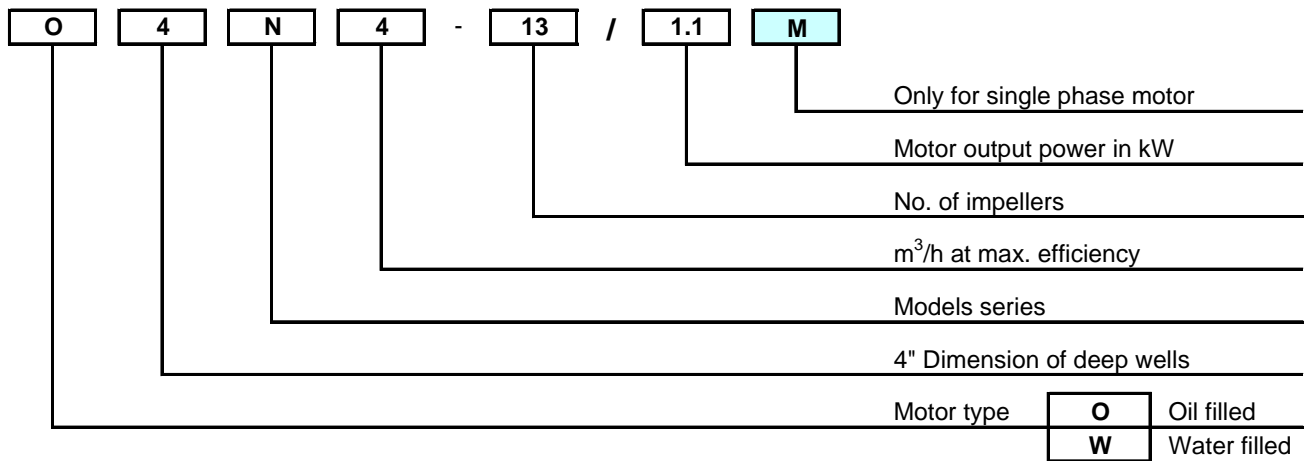 O 4 N 4 - 13 / 1.1 M
Only for single phase motor
Motor output power in kW
No. of impellers
m³/h at max. efficiency
Models series
4" Dimension of deep wells
Motor type O Oil filled
W Water filled